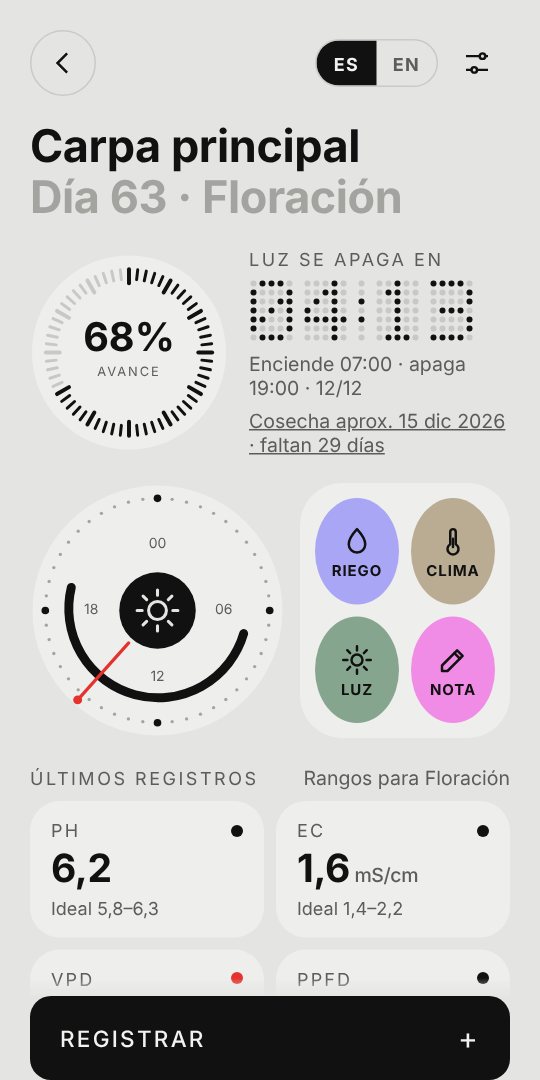 ES EN
Carpa principal
Día 63 · Floración
LUZ SE APAGA EN
04:13
68%
AVANCE
Enciende 07:00 · apaga
19:00 · 12/12
Cosecha aprox. 15 dic 2026
· faltan 29 días
00
18 06
12
RIEGO CLIMA
LUZ NOTA
ÚLTIMOS REGISTROS Rangos para Floración
PH EC
6,2 1,6 mS/cm
Ideal 5,8–6,3 Ideal 1,4–2,2
VPD PPFD
REGISTRAR +